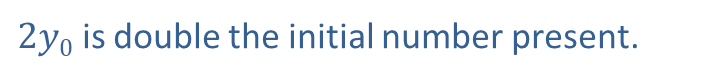 2y₀ is double the initial number present.